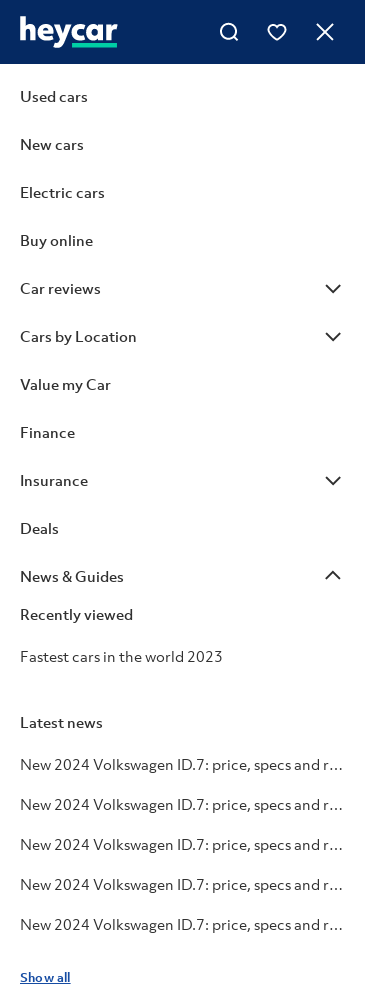 heycar
Used cars
New cars
Electric cars
Buy online
Car reviews
Cars by Location
Value my Car
Finance
Insurance
Deals
News & Guides
Recently viewed
Fastest cars in the world 2023
Latest news
New 2024 Volkswagen ID.7: price, specs and r...
New 2024 Volkswagen ID.7: price, specs and r...
New 2024 Volkswagen ID.7: price, specs and r...
New 2024 Volkswagen ID.7: price, specs and r...
New 2024 Volkswagen ID.7: price, specs and r...
Show all